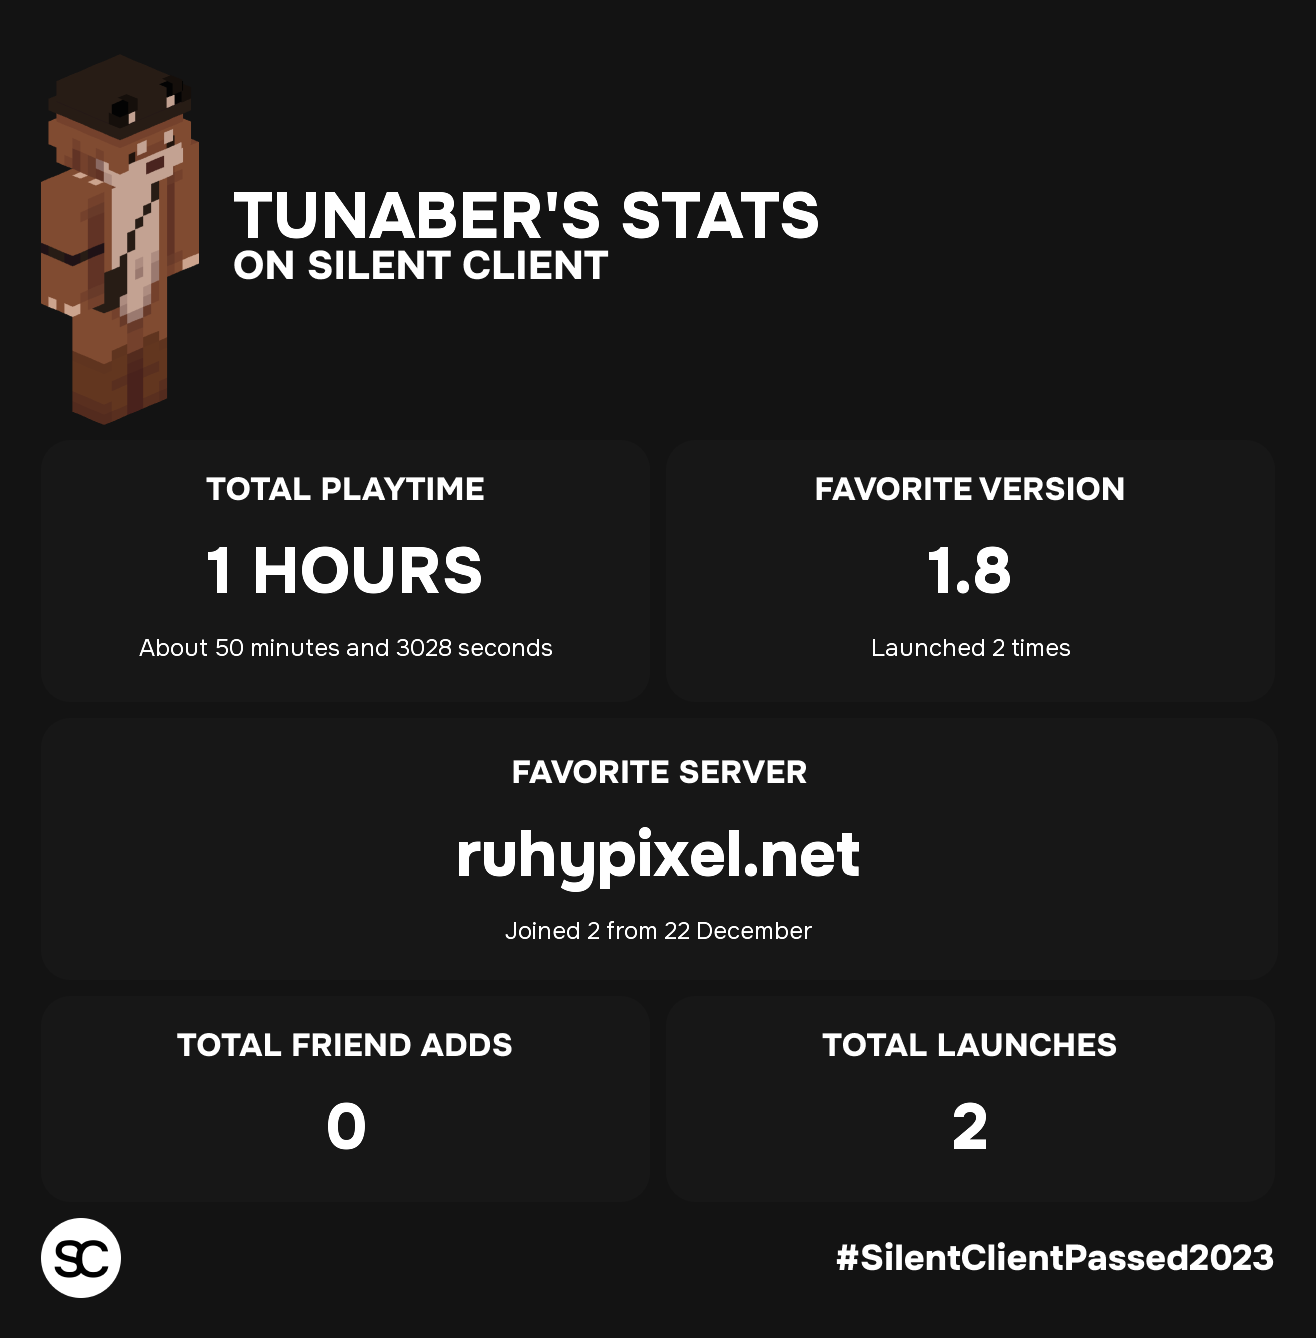 TUNABER'S STATS
ON SILENT CLIENT
TOTAL PLAYTIME
1 HOURS
About 50 minutes and 3028 seconds
FAVORITE VERSION
1.8
Launched 2 times
FAVORITE SERVER
ruhypixel.net
Joined 2 from 22 December
TOTAL FRIEND ADDS
0
TOTAL LAUNCHES
2
SC
#SilentClientPassed2023